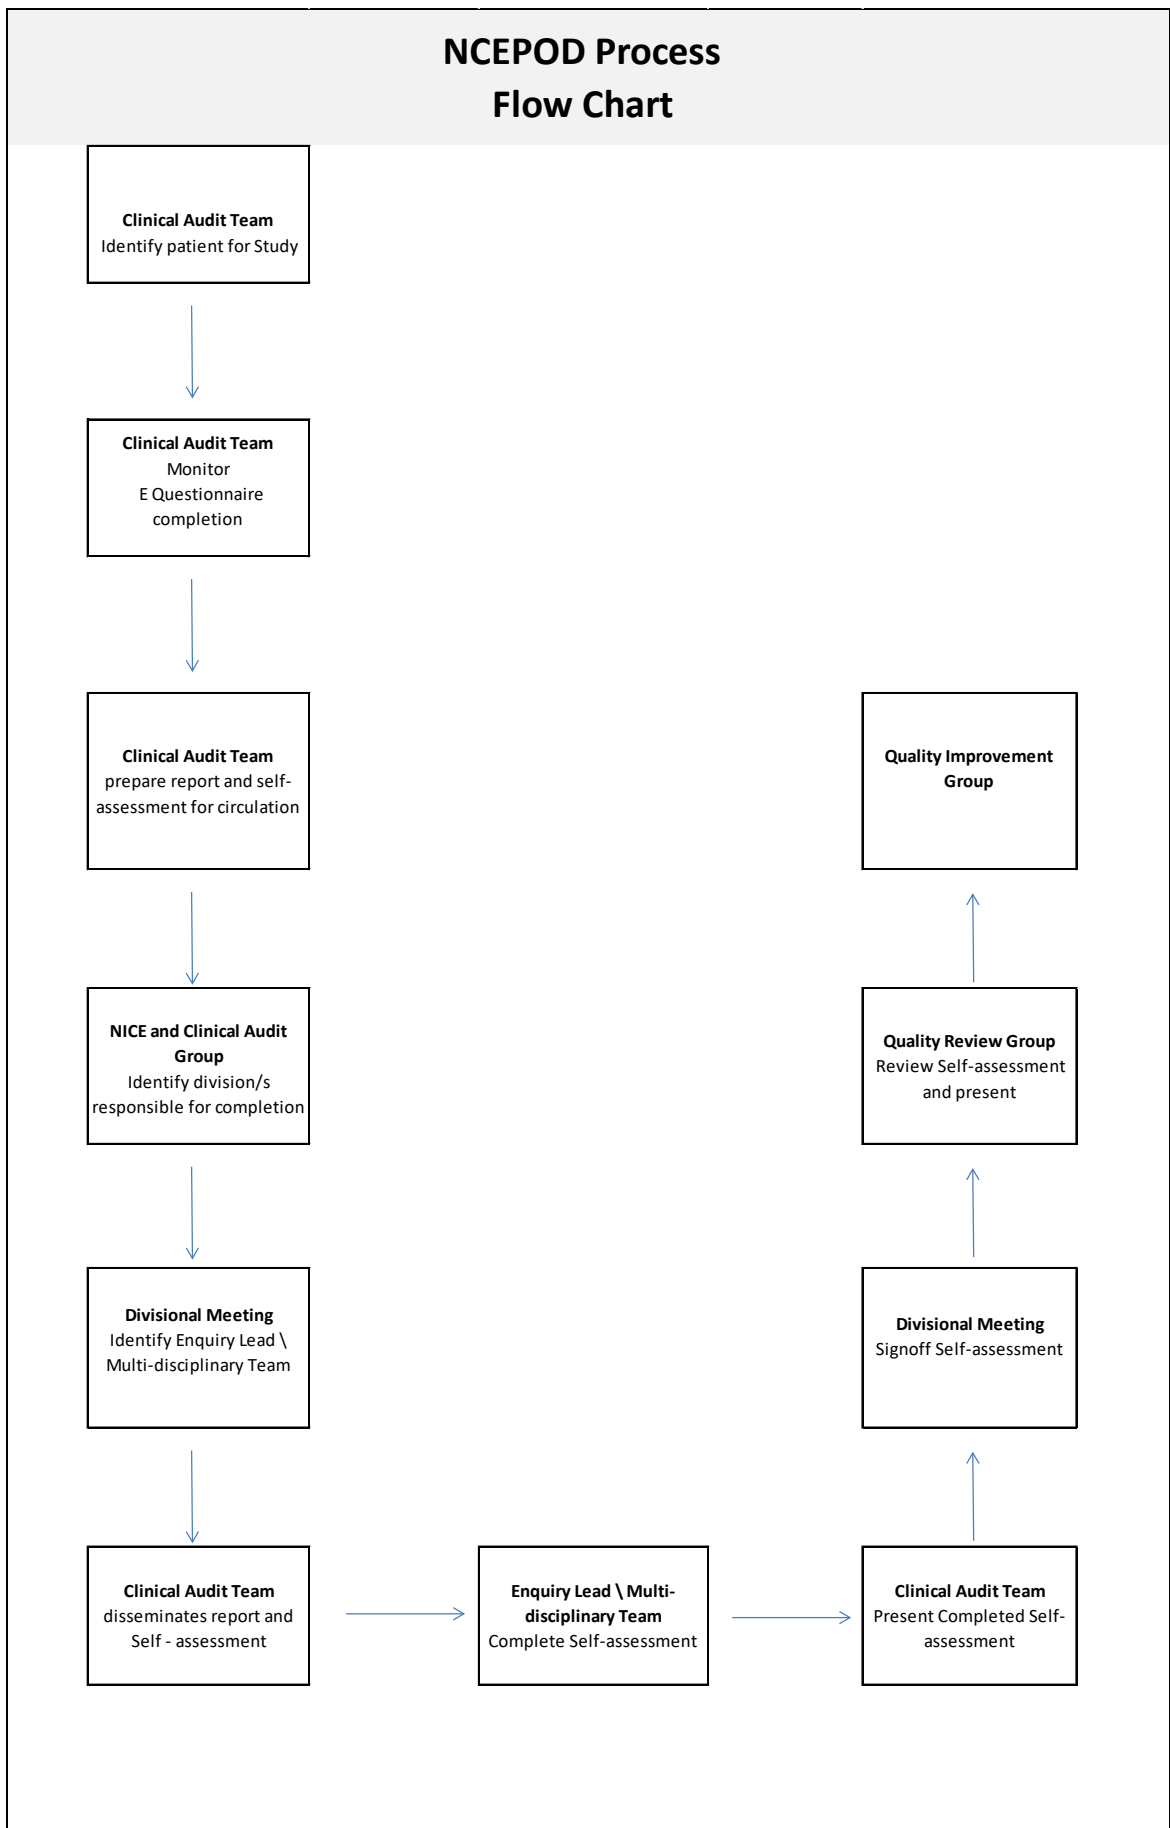 NCEPOD Process
Flow Chart
Clinical Audit Team
Identify patient for Study
Clinical Audit Team
Monitor
E Questionnaire
completion
Clinical Audit Team
prepare report and self-
assessment for circulation
NICE and Clinical Audit
Group
Identify division/s
responsible for completion
Divisional Meeting
Identify Enquiry Lead \
Multi-disciplinary Team
Clinical Audit Team
disseminates report and
Self - assessment
Enquiry Lead \ Multi-
disciplinary Team
Complete Self-assessment
Clinical Audit Team
Present Completed Self-
assessment
Divisional Meeting
Signoff Self-assessment
Quality Review Group
Review Self-assessment
and present
Quality Improvement
Group